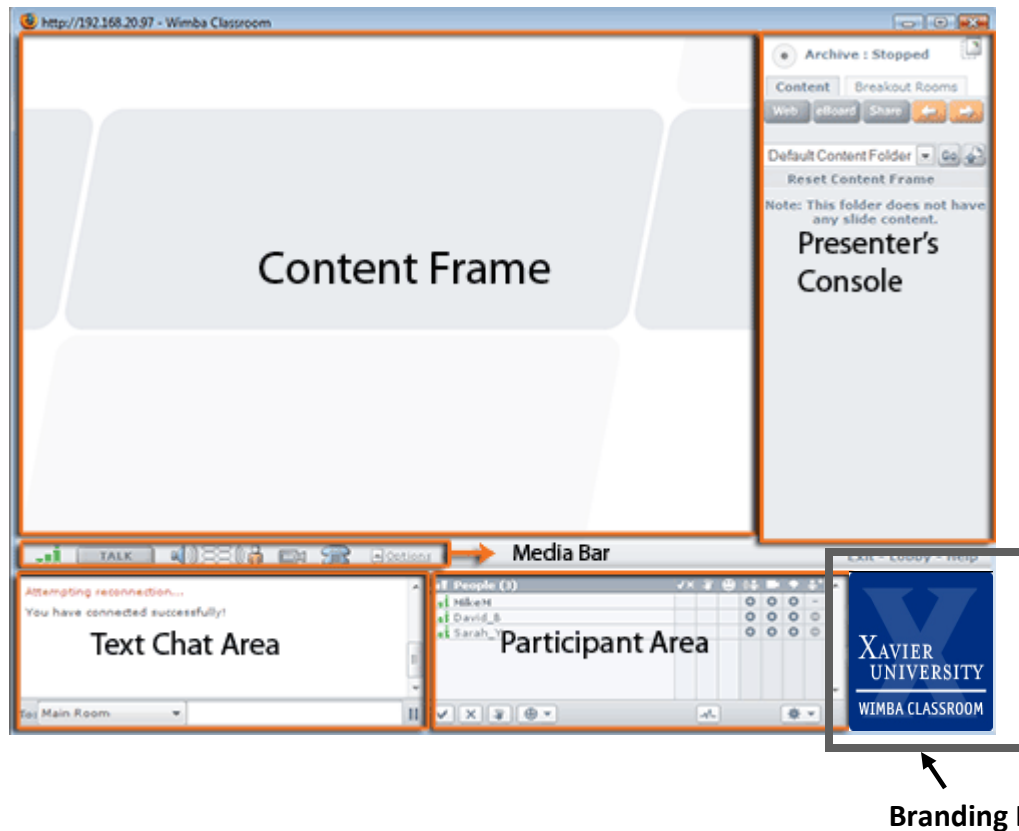 http://192.168.20.97 - Wimba Classroom
Archive : Stopped
Content Breakout Rooms
Web eBoard Share
Default Content Folder Go
Reset Content Frame
Note: This folder does not have
any slide content.
Content Frame
Presenter's
Console
TALK Options
Media Bar
Exit - Lobby - Help
Attempting reconnection...
You have connected successfully!
Text Chat Area
To: Main Room
People (3)
MikeM
David_B
Sarah_Y
Participant Area
XAVIER
UNIVERSITY
WIMBA CLASSROOM
Branding